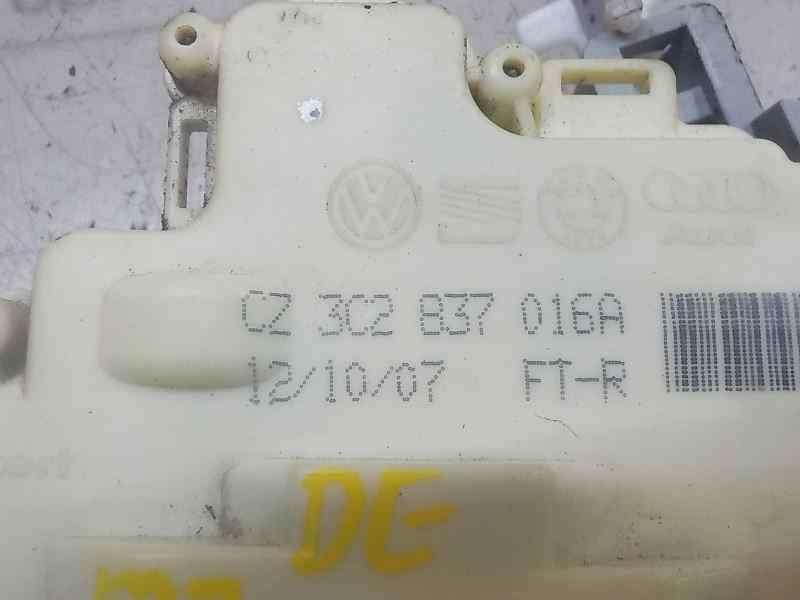 CZ 3C2 837 016A
12/10/07 FT-R
DE-